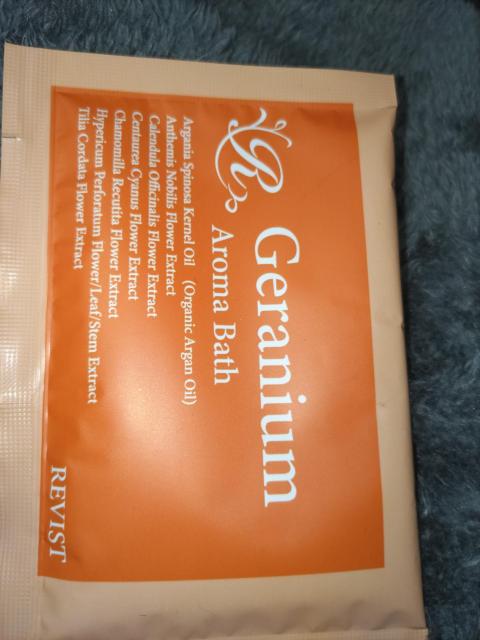 R
Geranium
Aroma Bath
Argania Spinosa Kernel Oil (Organic Argan Oil)
Anthemis Nobilis Flower Extract
Calendula Officinalis Flower Extract
Centaurea Cyanus Flower Extract
Chamomilla Recutita Flower Extract
Hypericum Perforatum Flower/Leaf/Stem Extract
Tilia Cordata Flower Extract
REVIST